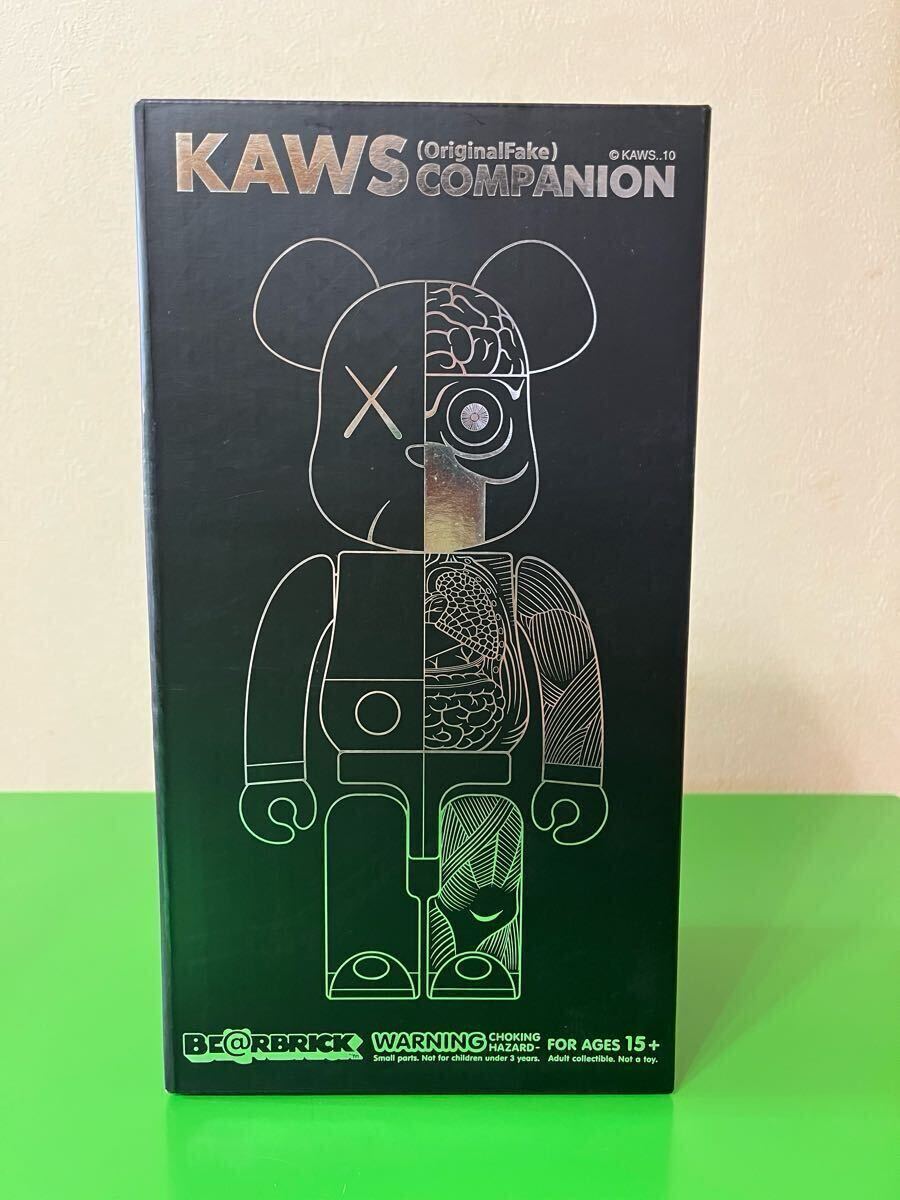 KAWS (OriginalFake) © KAWS..10
COMPANION
BE@RBRICK TM WARNING CHOKING HAZARD- FOR AGES 15+
Small parts. Not for children under 3 years. Adult collectible. Not a toy.